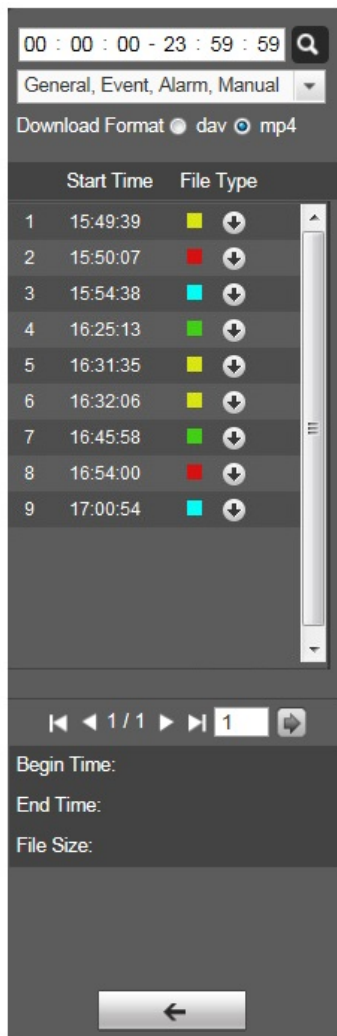 00 : 00 : 00 - 23 : 59 : 59
General, Event, Alarm, Manual
Download Format dav mp4
Start Time File Type
1 15:49:39
2 15:50:07
3 15:54:38
4 16:25:13
5 16:31:35
6 16:32:06
7 16:45:58
8 16:54:00
9 17:00:54
1 / 1 1
Begin Time:
End Time:
File Size: